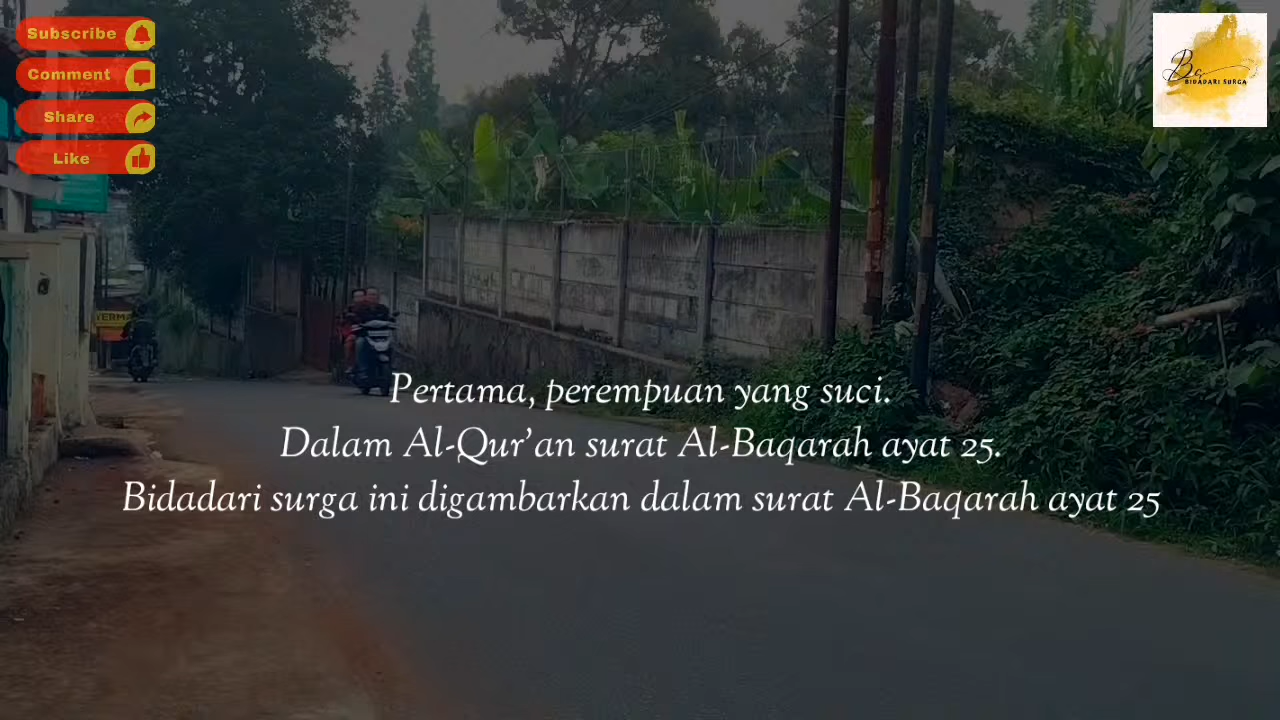 Subscribe
Comment
Share
Like
BIDADARI SURGA
Pertama, perempuan yang suci.
Dalam Al-Qur'an surat Al-Baqarah ayat 25.
Bidadari surga ini digambarkan dalam surat Al-Baqarah ayat 25